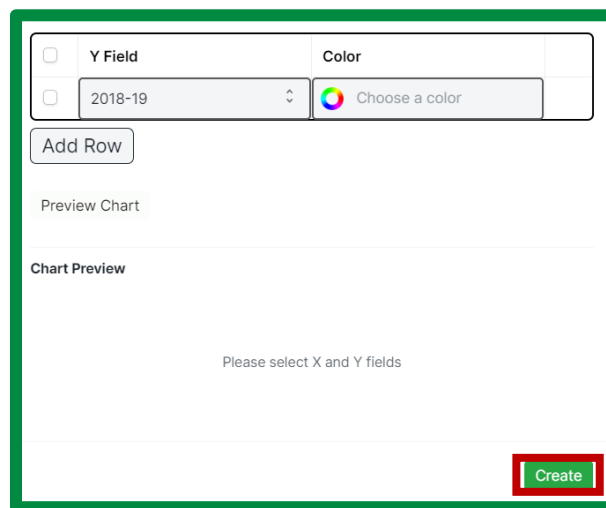 Y Field Color
2018-19 Choose a color
Add Row
Preview Chart
Chart Preview
Please select X and Y fields
Create